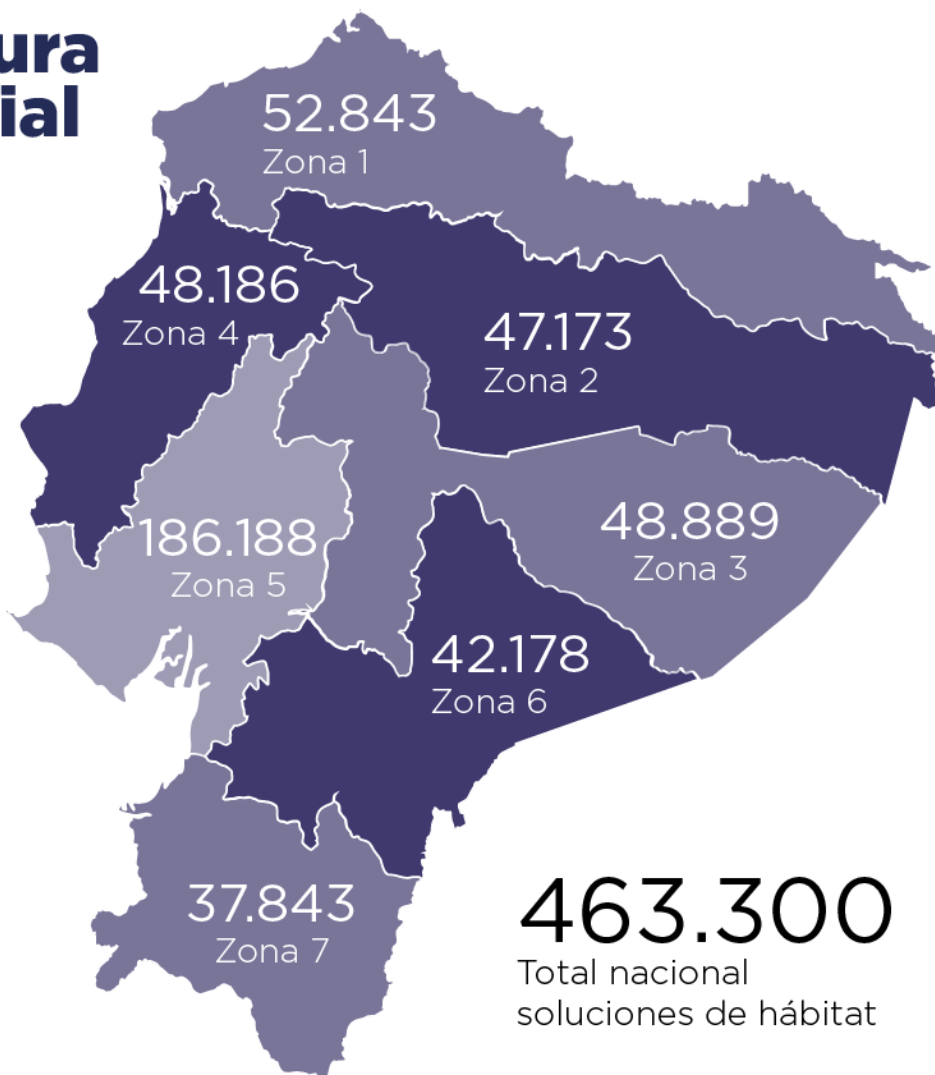 ura
ial
52.843
Zona 1
48.186
Zona 4
47.173
Zona 2
186.188
Zona 5
48.889
Zona 3
42.178
Zona 6
37.843
Zona 7
463.300
Total nacional
soluciones de hábitat